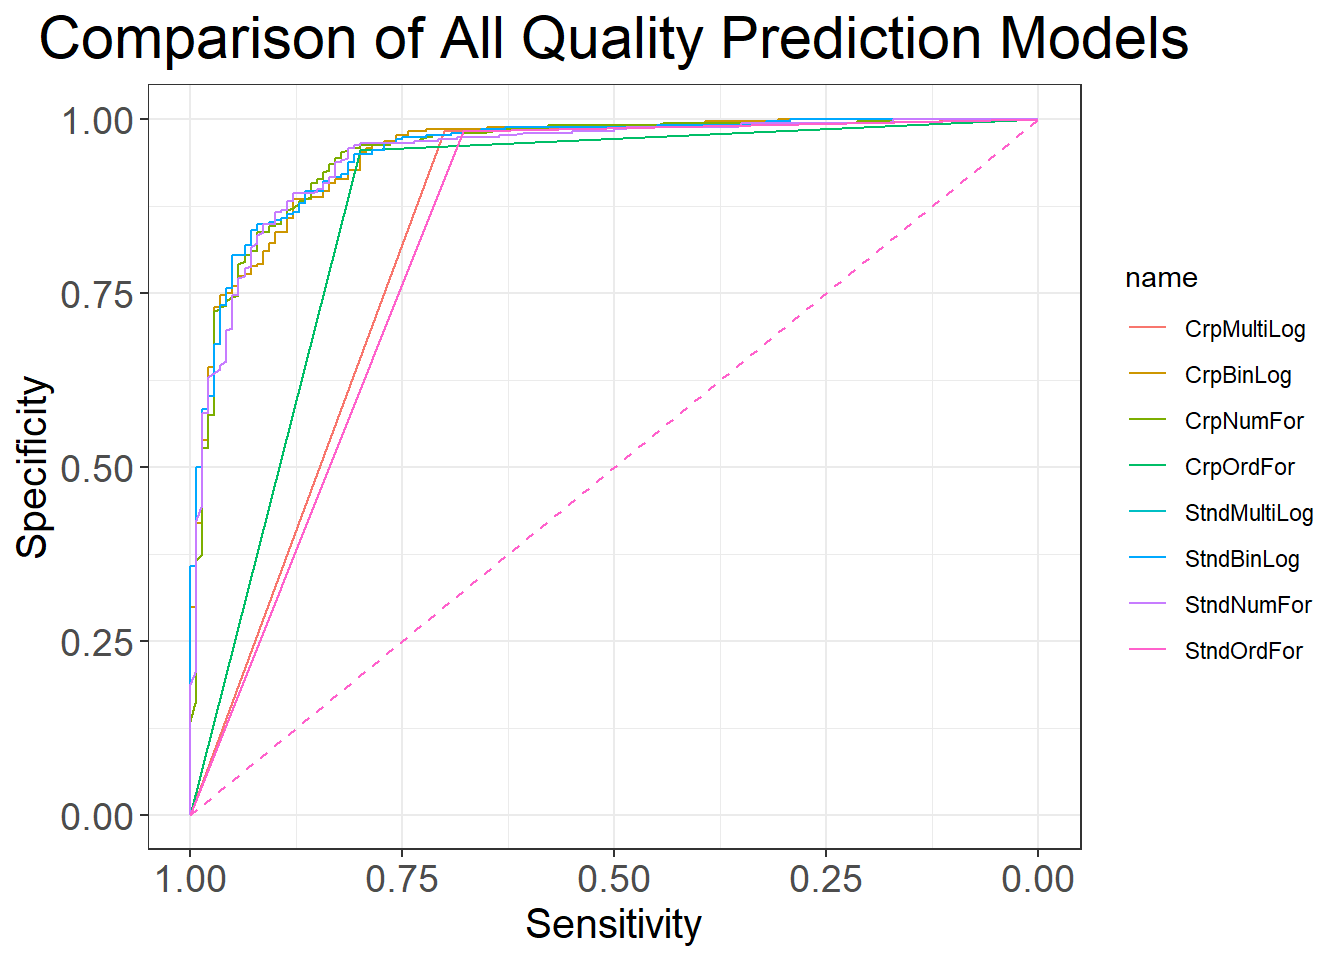 Comparison of All Quality Prediction Models
1.00
0.75
0.50
0.25
0.00
Specificity
1.00 0.75 0.50 0.25 0.00
Sensitivity
name
CrpMultiLog
CrpBinLog
CrpNumFor
CrpOrdFor
StndMultiLog
StndBinLog
StndNumFor
StndOrdFor